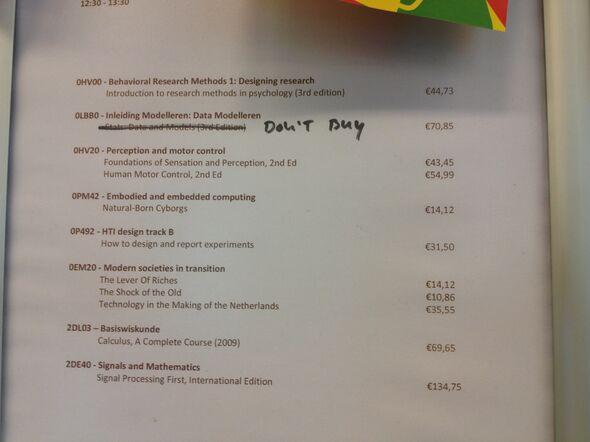 12:30 - 13:30
0HV00 - Behavioral Research Methods 1: Designing research
Introduction to research methods in psychology (3rd edition) €44,73
0LBB0 - Inleiding Modelleren: Data Modelleren
Stats: Data and Models (3rd Edition) DON'T BUY €70,85
0HV20 - Perception and motor control
Foundations of Sensation and Perception, 2nd Ed €43,45
Human Motor Control, 2nd Ed €54,99
0PM42 - Embodied and embedded computing
Natural-Born Cyborgs €14,12
0P492 - HTI design track B
How to design and report experiments €31,50
0EM20 - Modern societies in transition
The Lever Of Riches €14,12
The Shock of the Old €10,86
Technology in the Making of the Netherlands €35,55
2DL03 – Basiswiskunde
Calculus, A Complete Course (2009) €69,65
2DE40 - Signals and Mathematics
Signal Processing First, International Edition €134,75